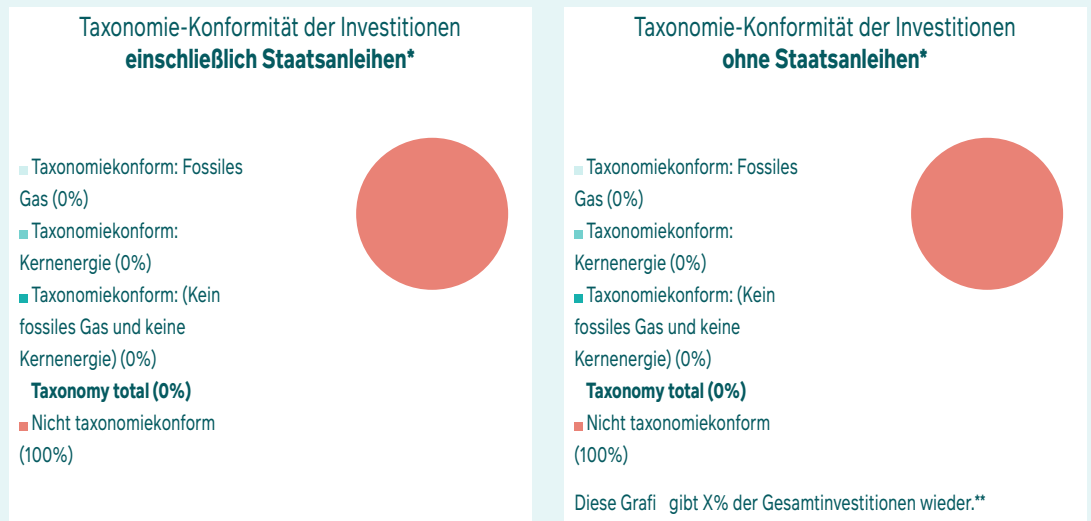 Taxonomie-Konformität der Investitionen
einschließlich Staatsanleihen*
Taxonomiekonform: Fossiles
Gas (0%)
Taxonomiekonform:
Kernenergie (0%)
Taxonomiekonform: (Kein
fossiles Gas und keine
Kernenergie) (0%)
Taxonomy total (0%)
Nicht taxonomiekonform
(100%)
Taxonomie-Konformität der Investitionen
ohne Staatsanleihen*
Taxonomiekonform: Fossiles
Gas (0%)
Taxonomiekonform:
Kernenergie (0%)
Taxonomiekonform: (Kein
fossiles Gas und keine
Kernenergie) (0%)
Taxonomy total (0%)
Nicht taxonomiekonform
(100%)
Diese Grafi gibt X% der Gesamtinvestitionen wieder.**